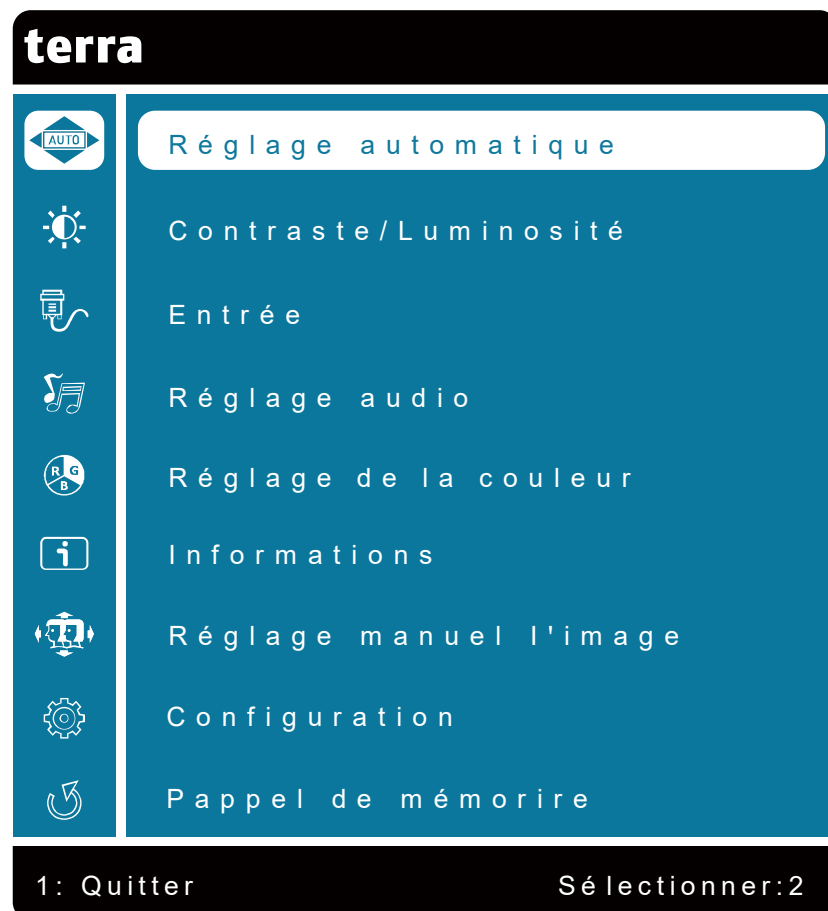 terra
AUTO
Réglage automatique
Contraste/Luminosité
Entrée
Réglage audio
R G
B
Réglage de la couleur
i
Informations
Réglage manuel l'image
Configuration
Pappel de mémorire
1: Quitter
Sélectionner:2